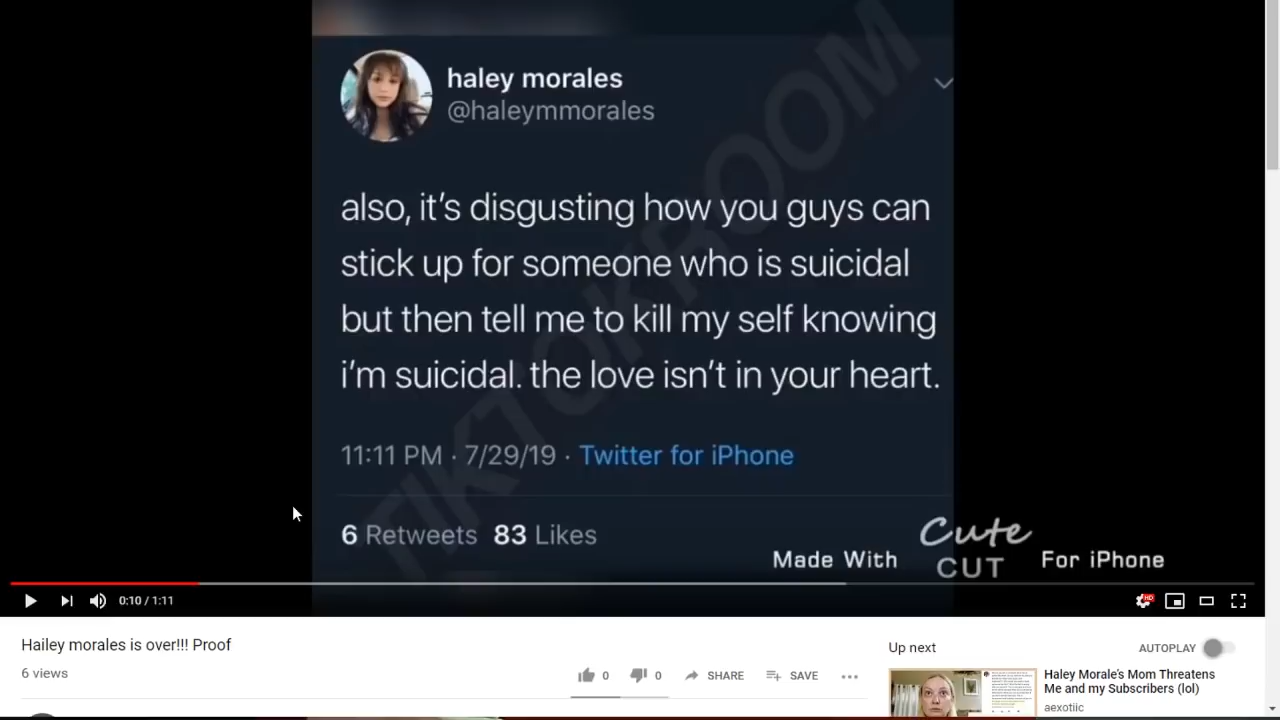 haley morales
@haleymmorales
also, it's disgusting how you guys can
stick up for someone who is suicidal
but then tell me to kill my self knowing
i'm suicidal. the love isn't in your heart.
11:11 PM · 7/29/19 · Twitter for iPhone
6 Retweets 83 Likes
TIKTOKROOM
Made With Cute CUT For iPhone
0:10 / 1:11
HD
Hailey morales is over!!! Proof
6 views
0
0
SHARE
SAVE
Up next
AUTOPLAY
Haley Morale's Mom Threatens
Me and my Subscribers (lol)
aexotiic